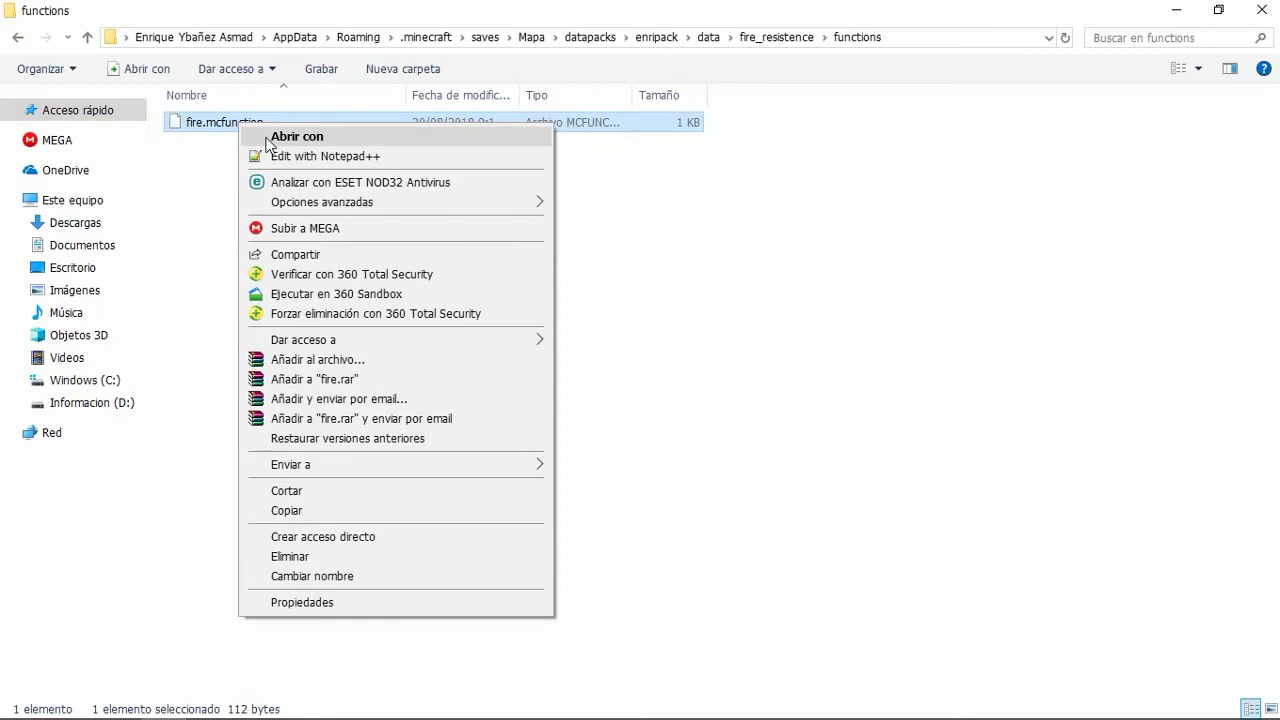 functions
Enrique Ybañez Asmad > AppData > Roaming > .minecraft > saves > Mapa > datapacks > enripack > data > fire_resistence > functions
Buscar en functions
Organizar Abrir con Dar acceso a Grabar Nueva carpeta
Nombre Fecha de modific... Tipo Tamaño
Acceso rápido
MEGA
OneDrive
Este equipo
Descargas
Documentos
Escritorio
Imágenes
Música
Objetos 3D
Videos
Windows (C:)
Informacion (D:)
Red
fire.mcfunction Archivo MCFUNC... 1 KB
Abrir con
Edit with Notepad++
Analizar con ESET NOD32 Antivirus
Opciones avanzadas
Subir a MEGA
Compartir
Verificar con 360 Total Security
Ejecutar en 360 Sandbox
Forzar eliminación con 360 Total Security
Dar acceso a
Añadir al archivo...
Añadir a "fire.rar"
Añadir y enviar por email...
Añadir a "fire.rar" y enviar por email
Restaurar versiones anteriores
Enviar a
Cortar
Copiar
Crear acceso directo
Eliminar
Cambiar nombre
Propiedades
1 elemento 1 elemento seleccionado 112 bytes